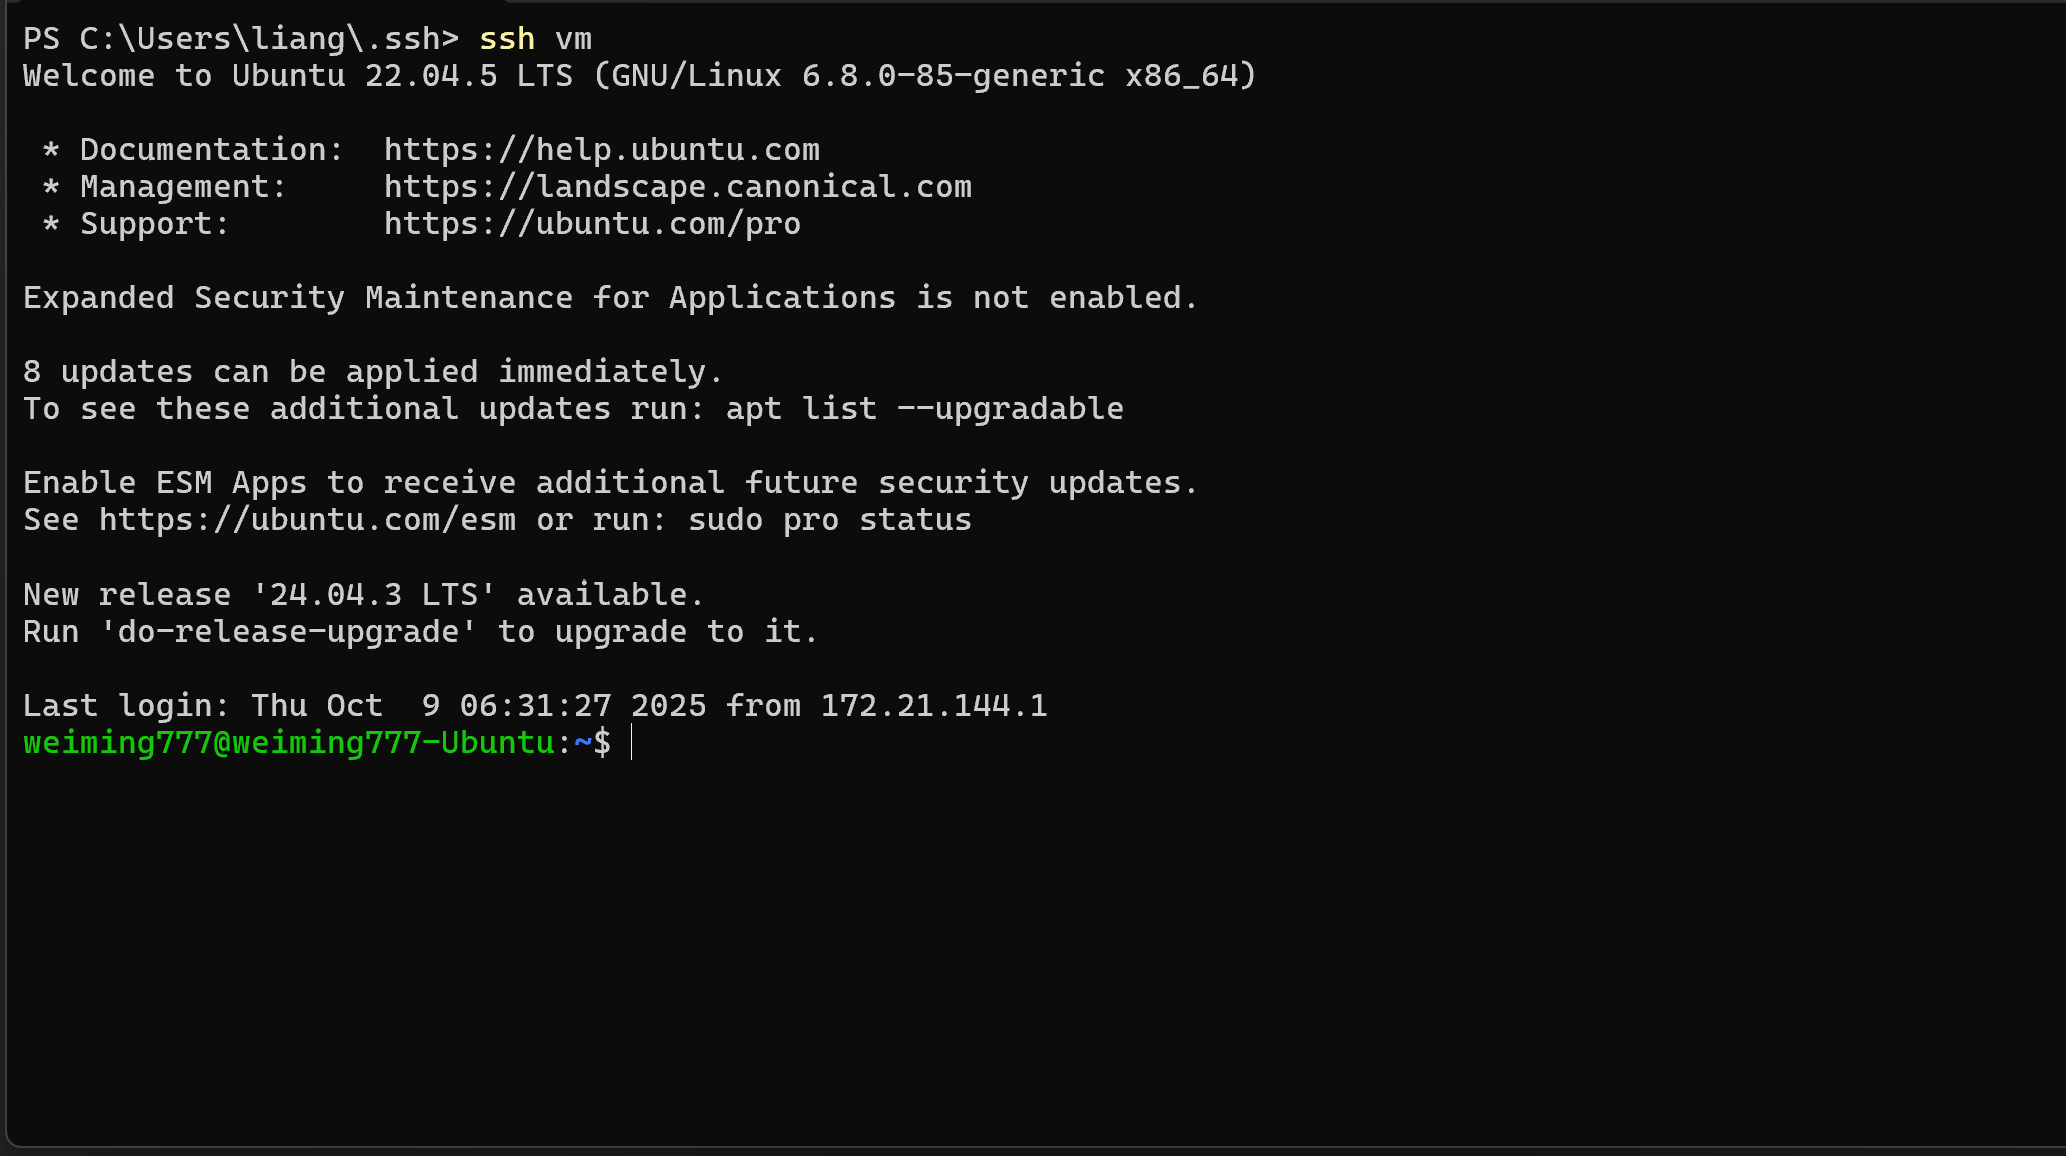 PS C:\Users\liang\.ssh> ssh vm
Welcome to Ubuntu 22.04.5 LTS (GNU/Linux 6.8.0-85-generic x86_64)

 * Documentation:  https://help.ubuntu.com
 * Management:     https://landscape.canonical.com
 * Support:        https://ubuntu.com/pro

Expanded Security Maintenance for Applications is not enabled.

8 updates can be applied immediately.
To see these additional updates run: apt list --upgradable

Enable ESM Apps to receive additional future security updates.
See https://ubuntu.com/esm or run: sudo pro status

New release '24.04.3 LTS' available.
Run 'do-release-upgrade' to upgrade to it.

Last login: Thu Oct  9 06:31:27 2025 from 172.21.144.1
weiming777@weiming777-Ubuntu:~$